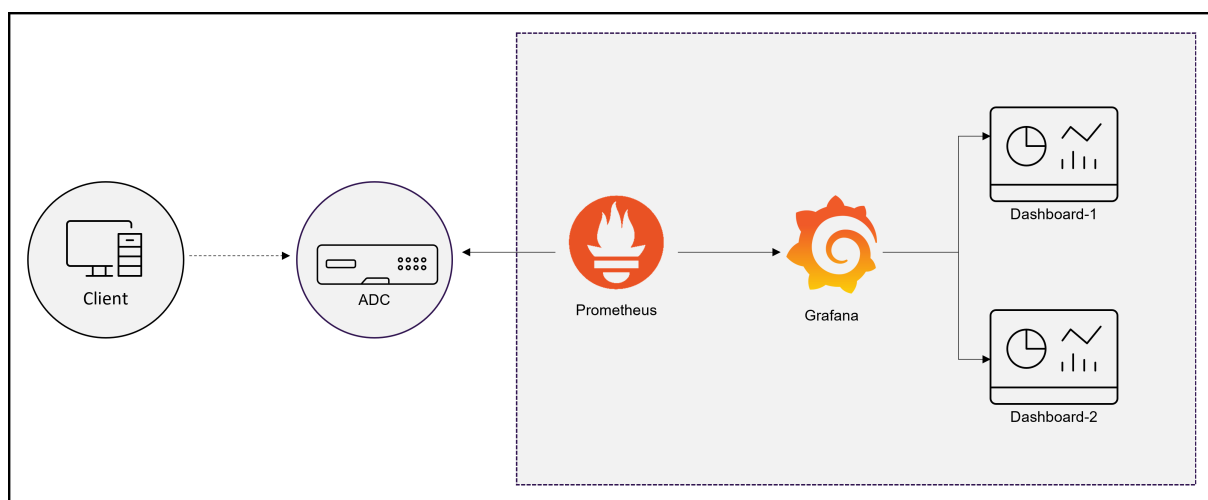 Client
ADC
Prometheus
Grafana
Dashboard-1
Dashboard-2